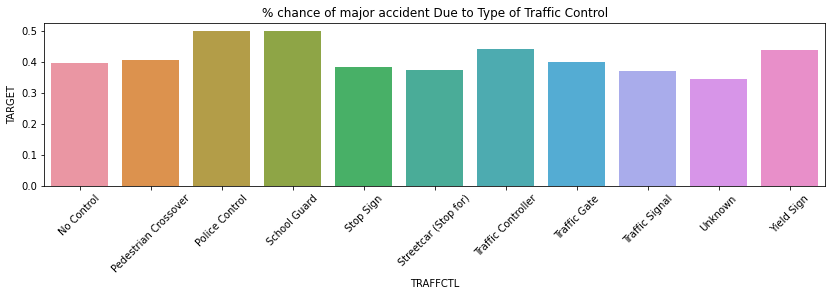 % chance of major accident Due to Type of Traffic Control
TARGET
0.5
0.4
0.3
0.2
0.1
0.0
No Control
Pedestrian Crossover
Police Control
School Guard
Stop Sign
Streetcar (Stop for)
Traffic Controller
Traffic Gate
Traffic Signal
Unknown
Yield Sign
TRAFFCTL